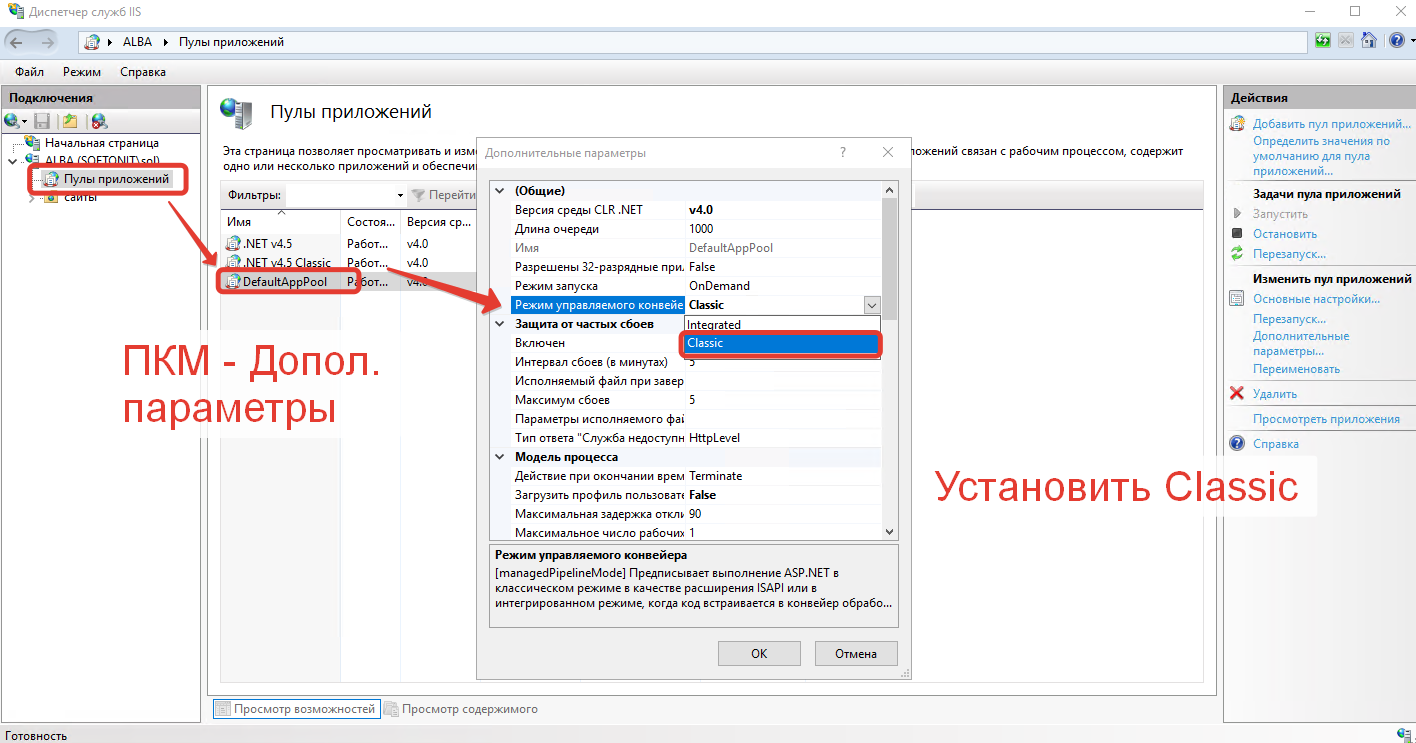 Диспетчер служб IIS
ALBA
Пулы приложений
Файл Режим Справка
Подключения
Начальная страница
ALBA (SOFTONIT\sol)
Пулы приложений
сайты
Пулы приложений
Эта страница позволяет просматривать и изм
ложений связан с рабочим процессом, содержит
одно или несколько приложений и обеспечи
Фильтры: Перейти
Имя Состоя... Версия ср...
.NET v4.5 Работ... v4.0
.NET v4.5 Classic Работ... v4.0
DefaultAppPool Работ... v4.0
ПКМ - Допол.
параметры
Дополнительные параметры
?
(Общие)
Версия среды CLR .NET v4.0
Длина очереди 1000
Имя DefaultAppPool
Разрешены 32-разрядные при. False
Режим запуска OnDemand
Режим управляемого конвейе Classic
Integrated
Classic
Защита от частых сбоев
Включен
Интервал сбоев (в минутах) 5
Исполняемый файл при завер
Максимум сбоев 5
Параметры исполняемого фай
Тип ответа "Служба недоступн HttpLevel
Модель процесса
Действие при окончании врем Terminate
Загрузить профиль пользовате False
Максимальная задержка откли 90
Максимальное число рабочих 1
Режим управляемого конвейера
[managedPipelineMode] Предписывает выполнение ASP.NET в
классическом режиме в качестве расширения ISAPI или в
интегрированном режиме, когда код встраивается в конвейер обрабо...
ОК Отмена
Установить Classic
Действия
Добавить пул приложений...
Определить значения по
умолчанию для пула
приложений...
Задачи пула приложений
Запустить
Остановить
Перезапуск...
Изменить пул приложений
Основные настройки...
Перезапуск...
Дополнительные
параметры...
Переименовать
Удалить
Просмотреть приложения
Справка
Просмотр возможностей Просмотр содержимого
Готовность